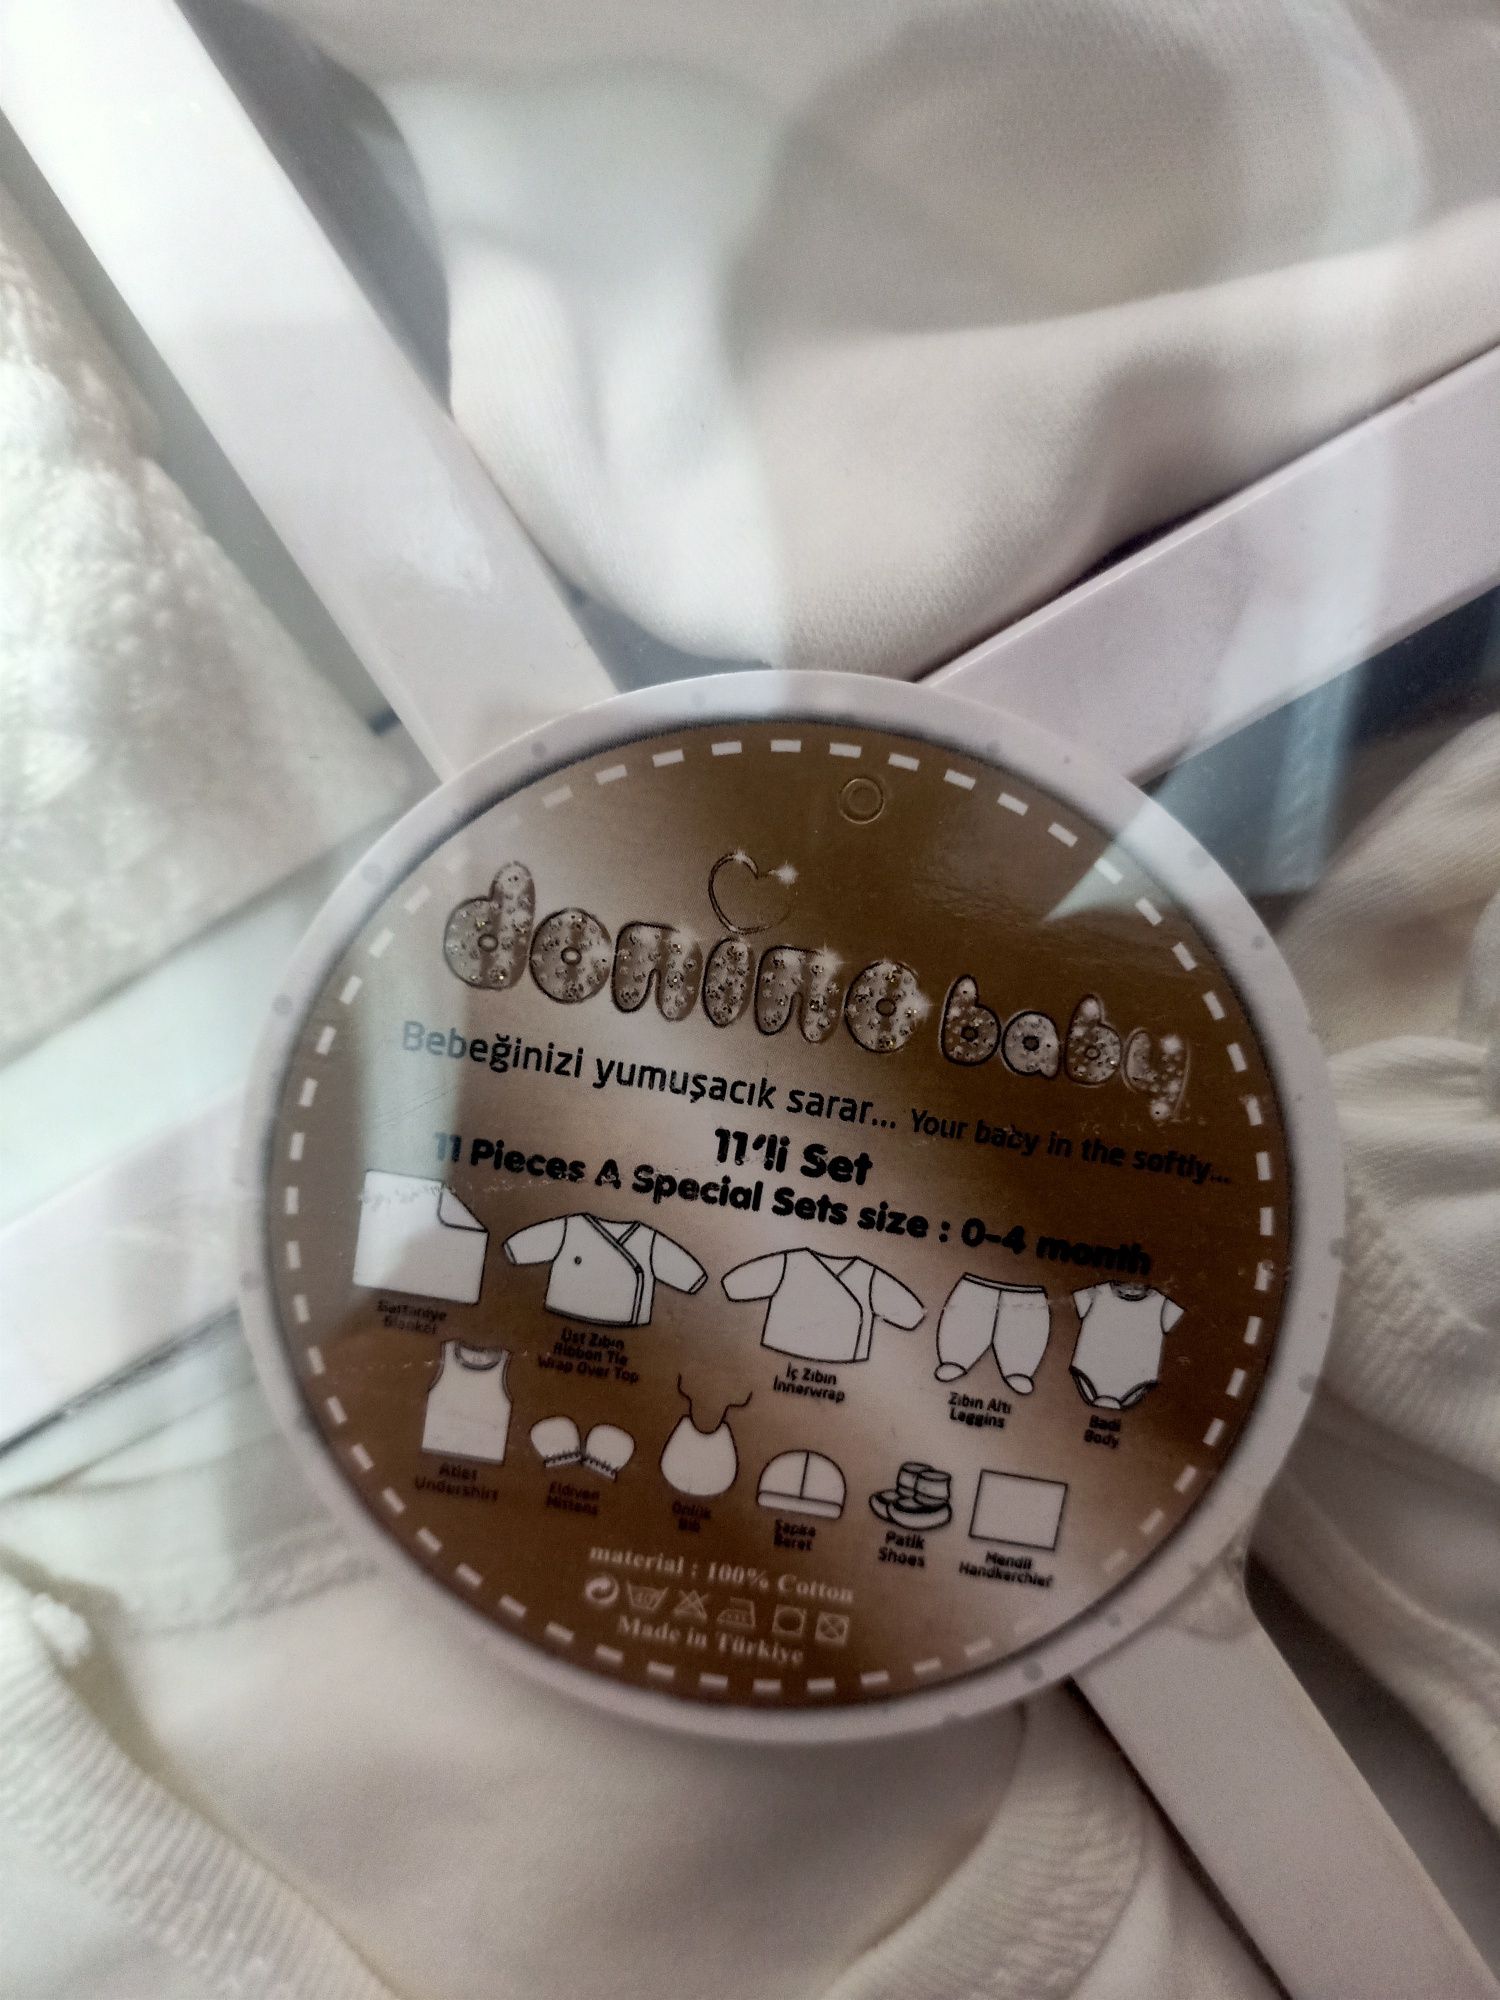 donino baby
Bebeğinizi yumuşacık sarar... Your baby in the softly...
11'li Set
11 Pieces A Special Sets size : 0-4 month
Battaniye
Blanket
Üst Zıbın
Ribbon Tie
Wrap Over Top
İç Zıbın
Innerwrap
Zıbın Altı
Leggins
Badi
Body
Atlet
Undershirt
Eldiven
Mittens
Önlük
Bib
Şapka
Beret
Patik
Shoes
Mendil
Handkerchief
material : 100% Cotton
Made in Türkiye